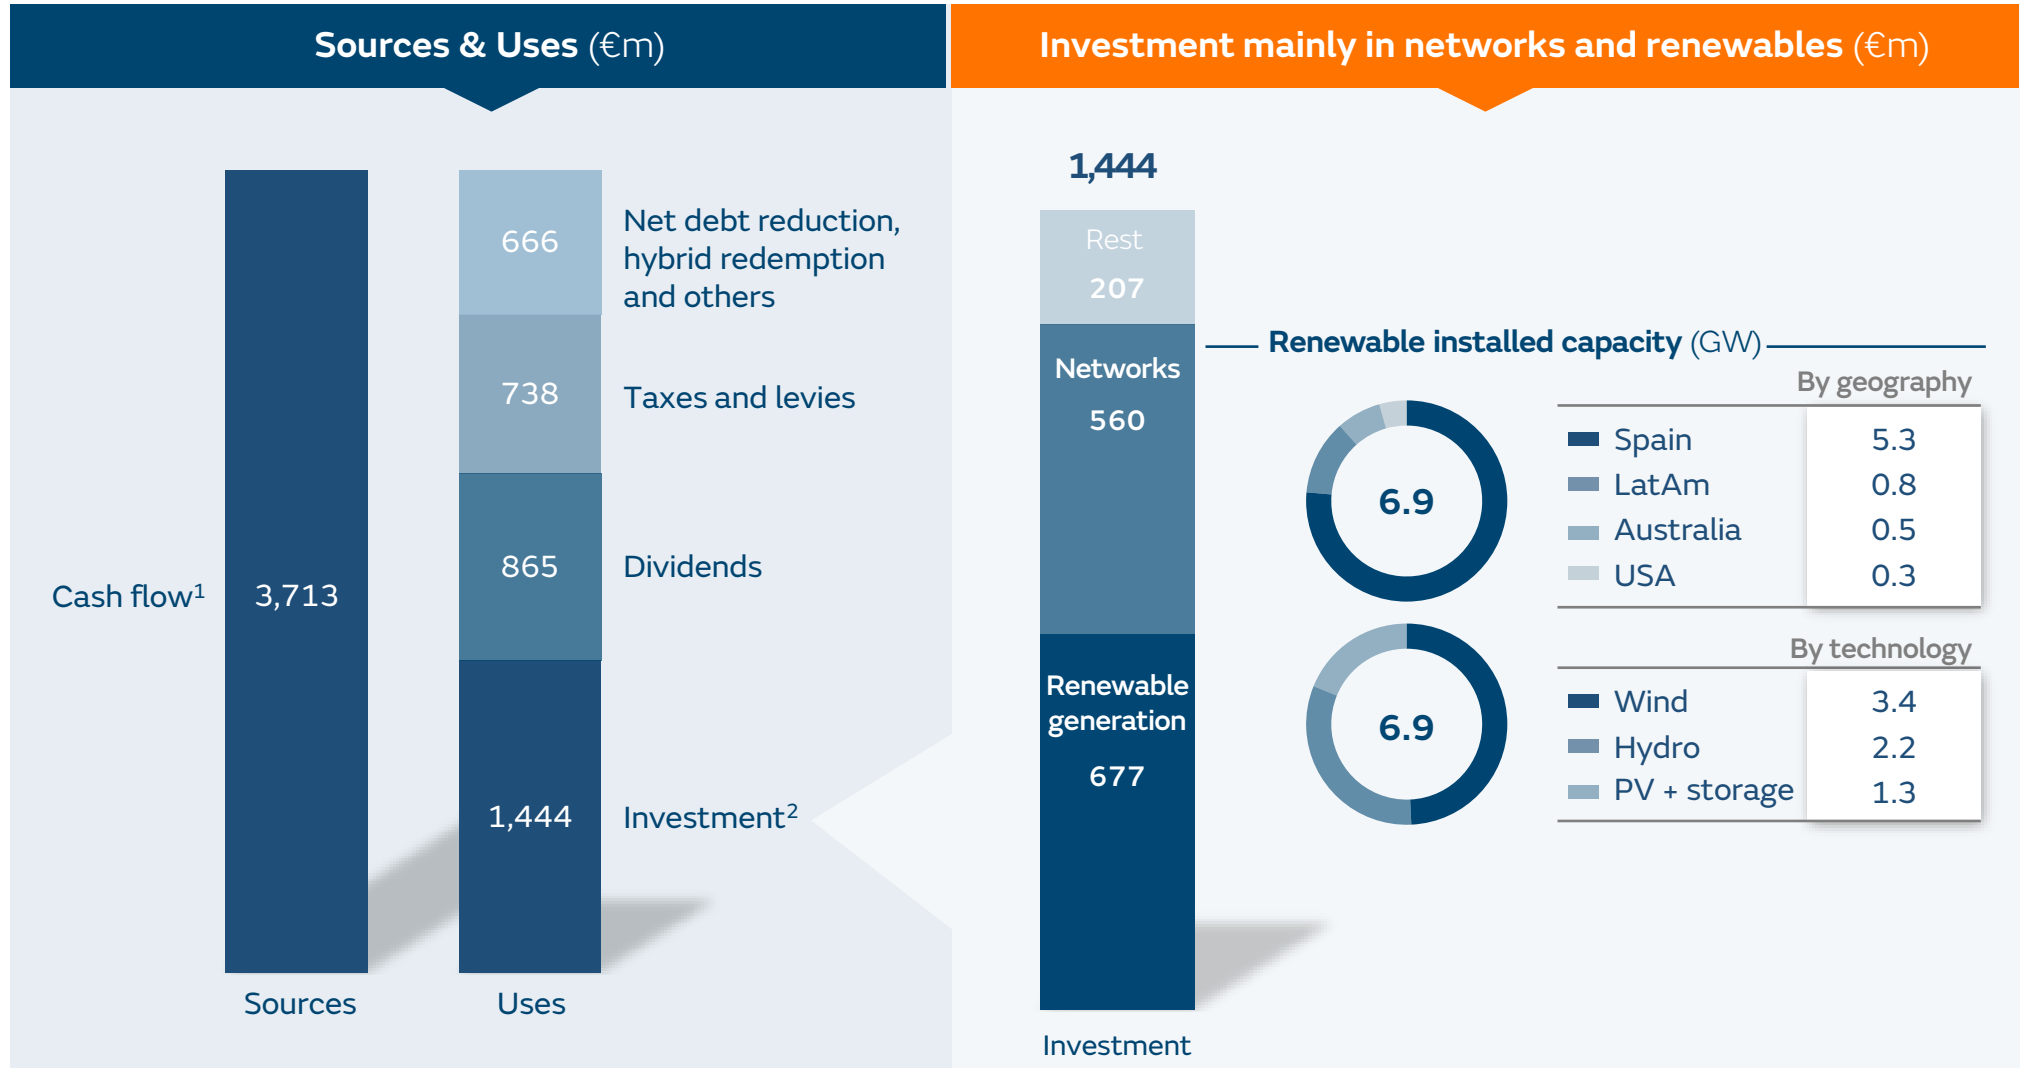 Sources & Uses (€m)
Cash flow¹
3,713
Sources
666
738
865
1,444
Uses
Net debt reduction,
hybrid redemption
and others
Taxes and levies
Dividends
Investment²
Investment mainly in networks and renewables (€m)
1,444
Rest
207
Networks
560
Renewable
generation
677
Investment
Renewable installed capacity (GW)
By geography
6.9
Spain 5.3
LatAm 0.8
Australia 0.5
USA 0.3
By technology
6.9
Wind 3.4
Hydro 2.2
PV + storage 1.3